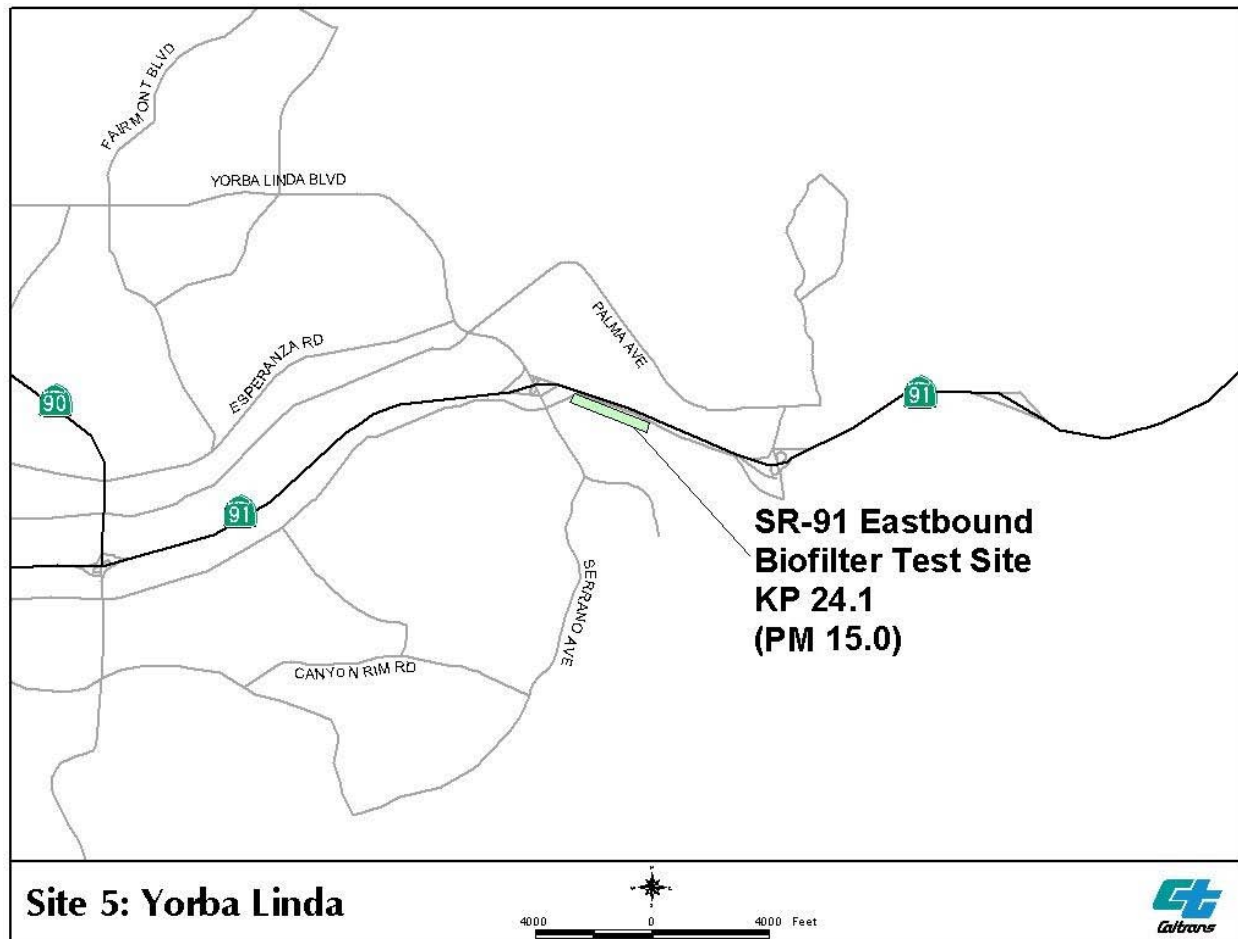 FAIRMONT BLVD
YORBA LINDA BLVD
PALMA AVE
ESPERANZA RD
90
91
91
SR-91 Eastbound
Biofilter Test Site
KP 24.1
(PM 15.0)
SERRANO AVE
CANYON RIM RD
Site 5: Yorba Linda
4000 0 4000 Feet
Ct
Caltrans